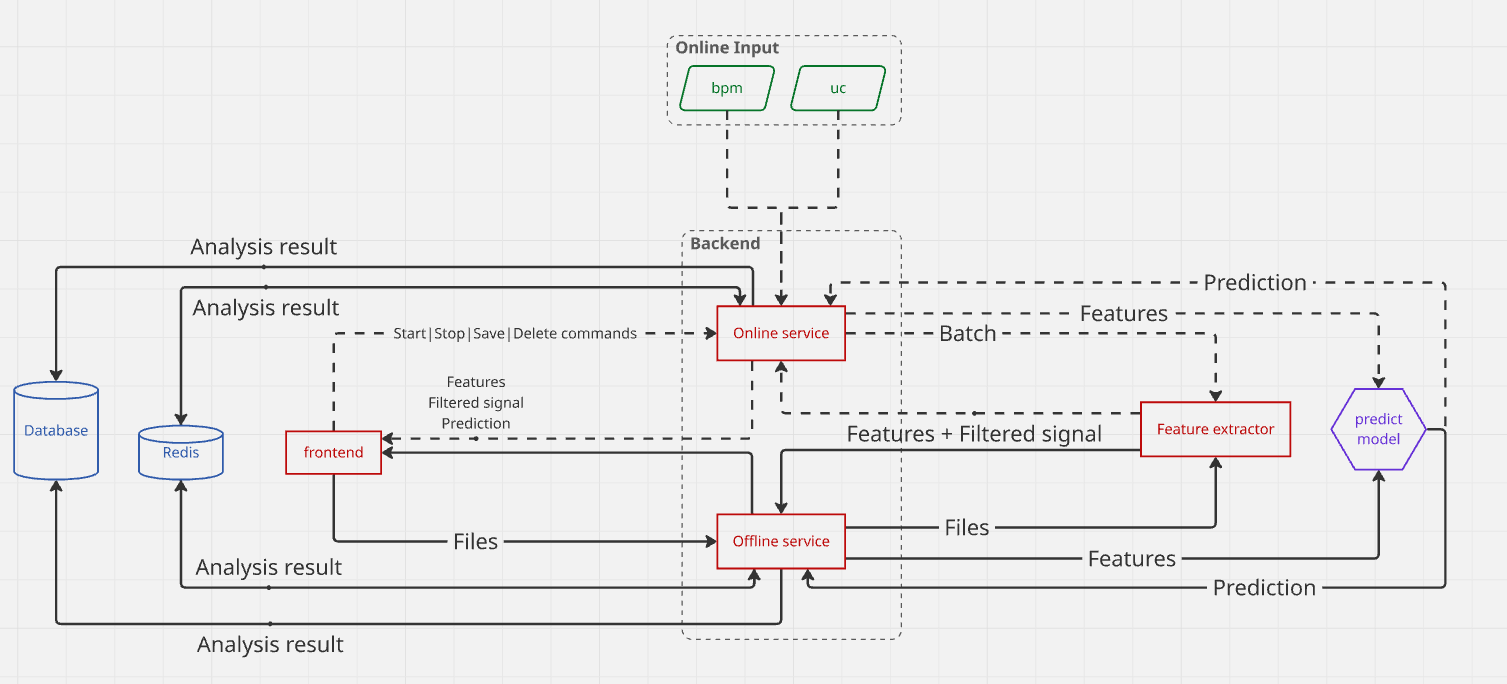 Online Input
bpm
uc
Backend
Analysis result
Analysis result
Prediction
Features
Start|Stop|Save|Delete commands
Online service
Batch
Features
Filtered signal
Prediction
Database
Redis
frontend
Features + Filtered signal
Feature extractor
predict
model
Files
Offline service
Files
Features
Analysis result
Prediction
Analysis result